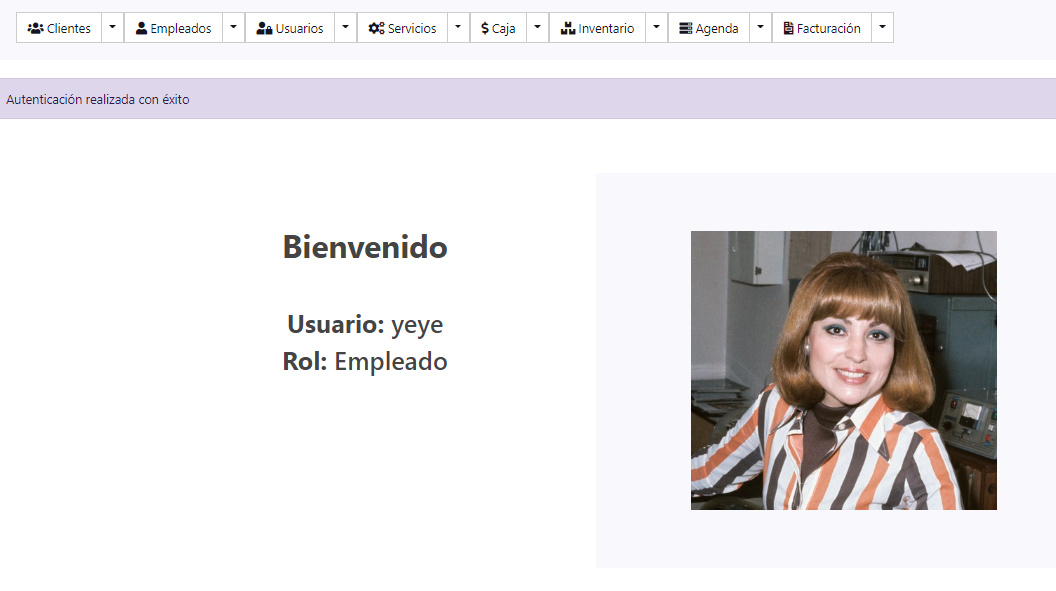 Clientes Empleados Usuarios Servicios Caja Inventario Agenda Facturación
Autenticación realizada con éxito
Bienvenido
Usuario: yeye
Rol: Empleado